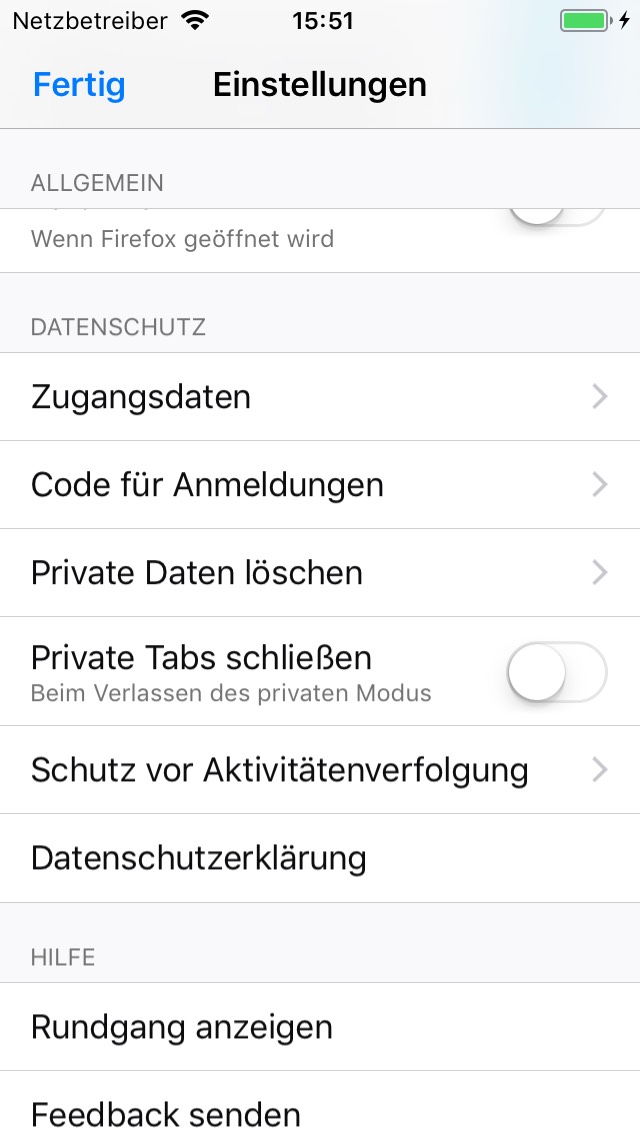 Netzbetreiber 15:51
Fertig Einstellungen
ALLGEMEIN
Wenn Firefox geöffnet wird
DATENSCHUTZ
Zugangsdaten
Code für Anmeldungen
Private Daten löschen
Private Tabs schließen
Beim Verlassen des privaten Modus
Schutz vor Aktivitätenverfolgung
Datenschutzerklärung
HILFE
Rundgang anzeigen
Feedback senden